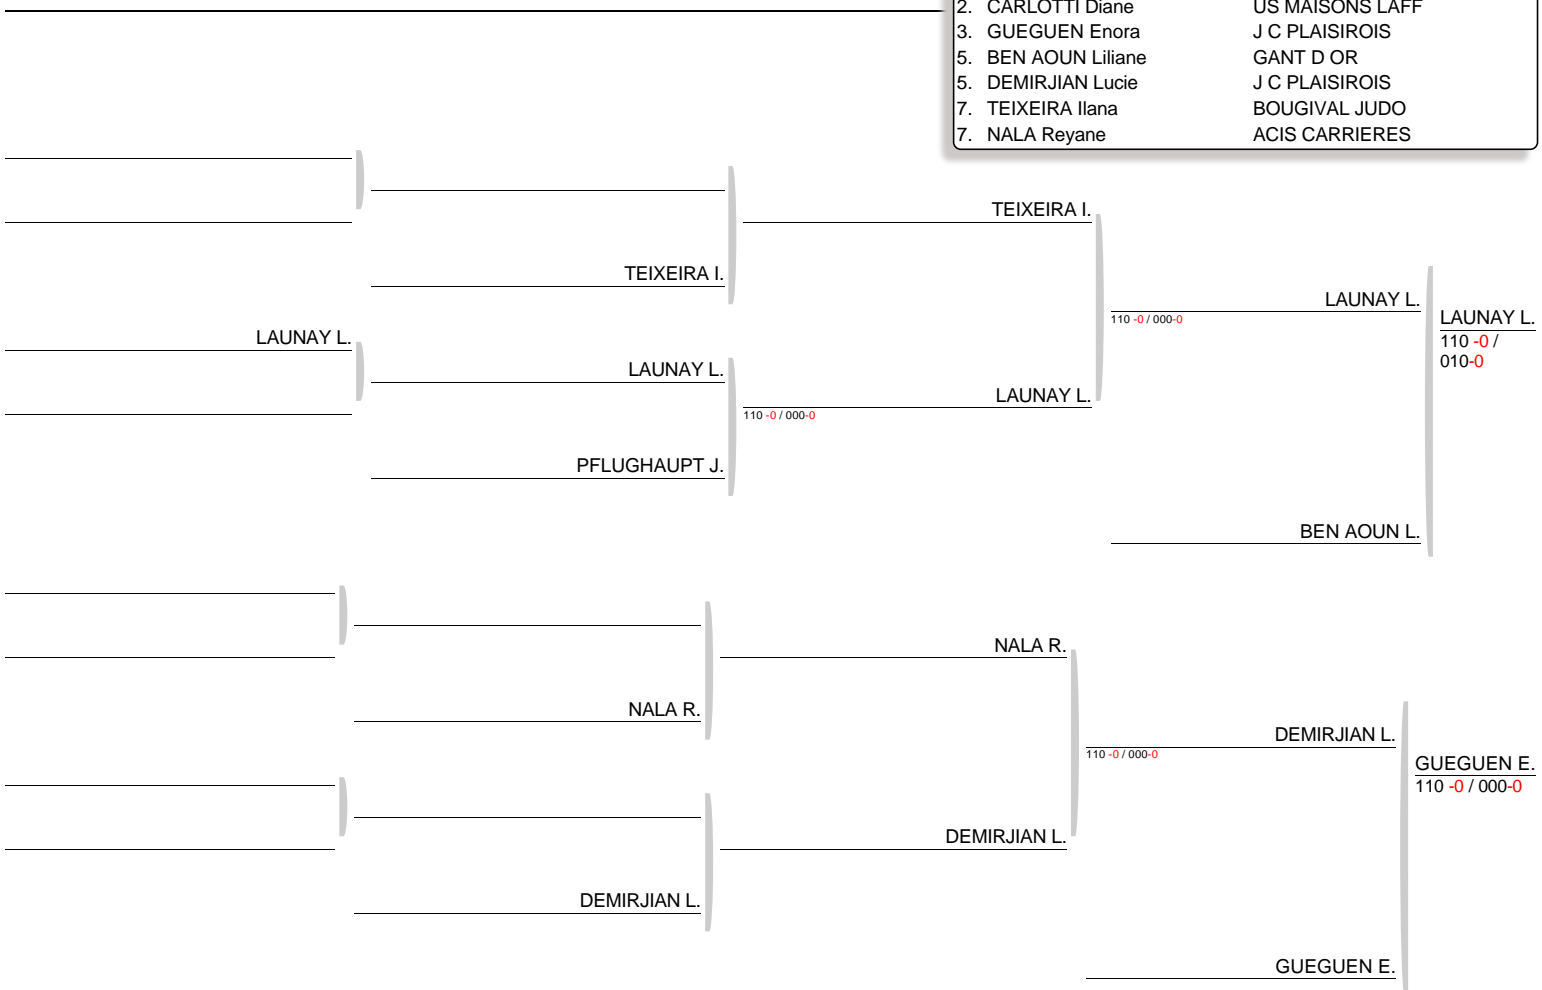 2. CARLOTTI Diane US MAISONS LAFF
3. GUEGUEN Enora J C PLAISIROIS
5. BEN AOUN Liliane GANT D OR
5. DEMIRJIAN Lucie J C PLAISIROIS
7. TEIXEIRA Ilana BOUGIVAL JUDO
7. NALA Reyane ACIS CARRIERES
TEIXEIRA I.
TEIXEIRA I.
LAUNAY L.
110 -0 / 000-0
LAUNAY L.
110 -0 /
010-0
LAUNAY L.
LAUNAY L.
LAUNAY L.
110 -0 / 000-0
PFLUGHAUPT J.
BEN AOUN L.
NALA R.
NALA R.
DEMIRJIAN L.
110 -0 / 000-0
GUEGUEN E.
110 -0 / 000-0
DEMIRJIAN L.
DEMIRJIAN L.
GUEGUEN E.